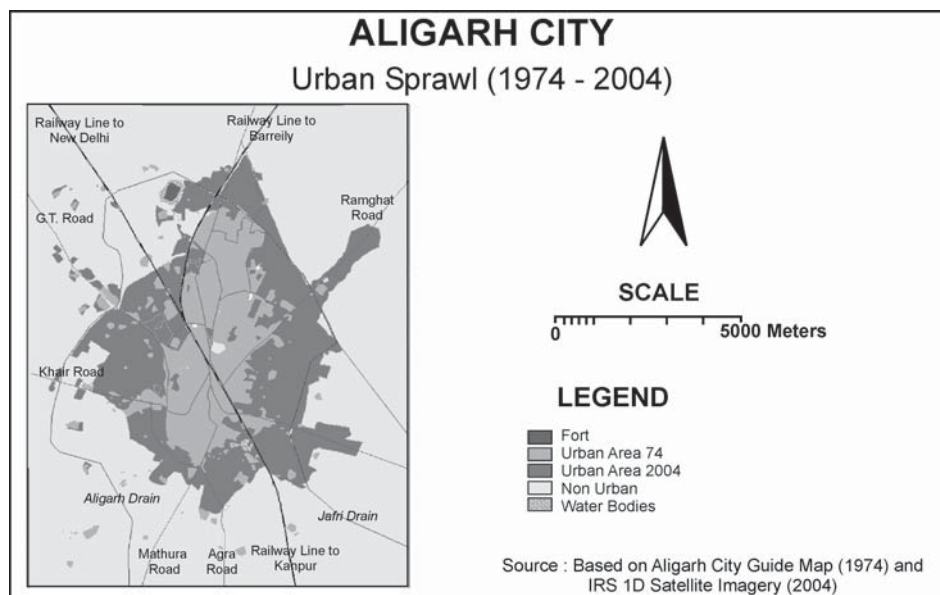 ALIGARH CITY
Urban Sprawl (1974 - 2004)
Railway Line to
New Delhi
Railway Line to
Barreily
Ramghat
Road
G.T. Road
Khair Road
Aligarh Drain
Jafri Drain
Mathura
Road
Agra
Road
Railway Line to
Kanpur
SCALE
0
5000 Meters
LEGEND
Fort
Urban Area 74
Urban Area 2004
Non Urban
Water Bodies
Source : Based on Aligarh City Guide Map (1974) and
IRS 1D Satellite Imagery (2004)